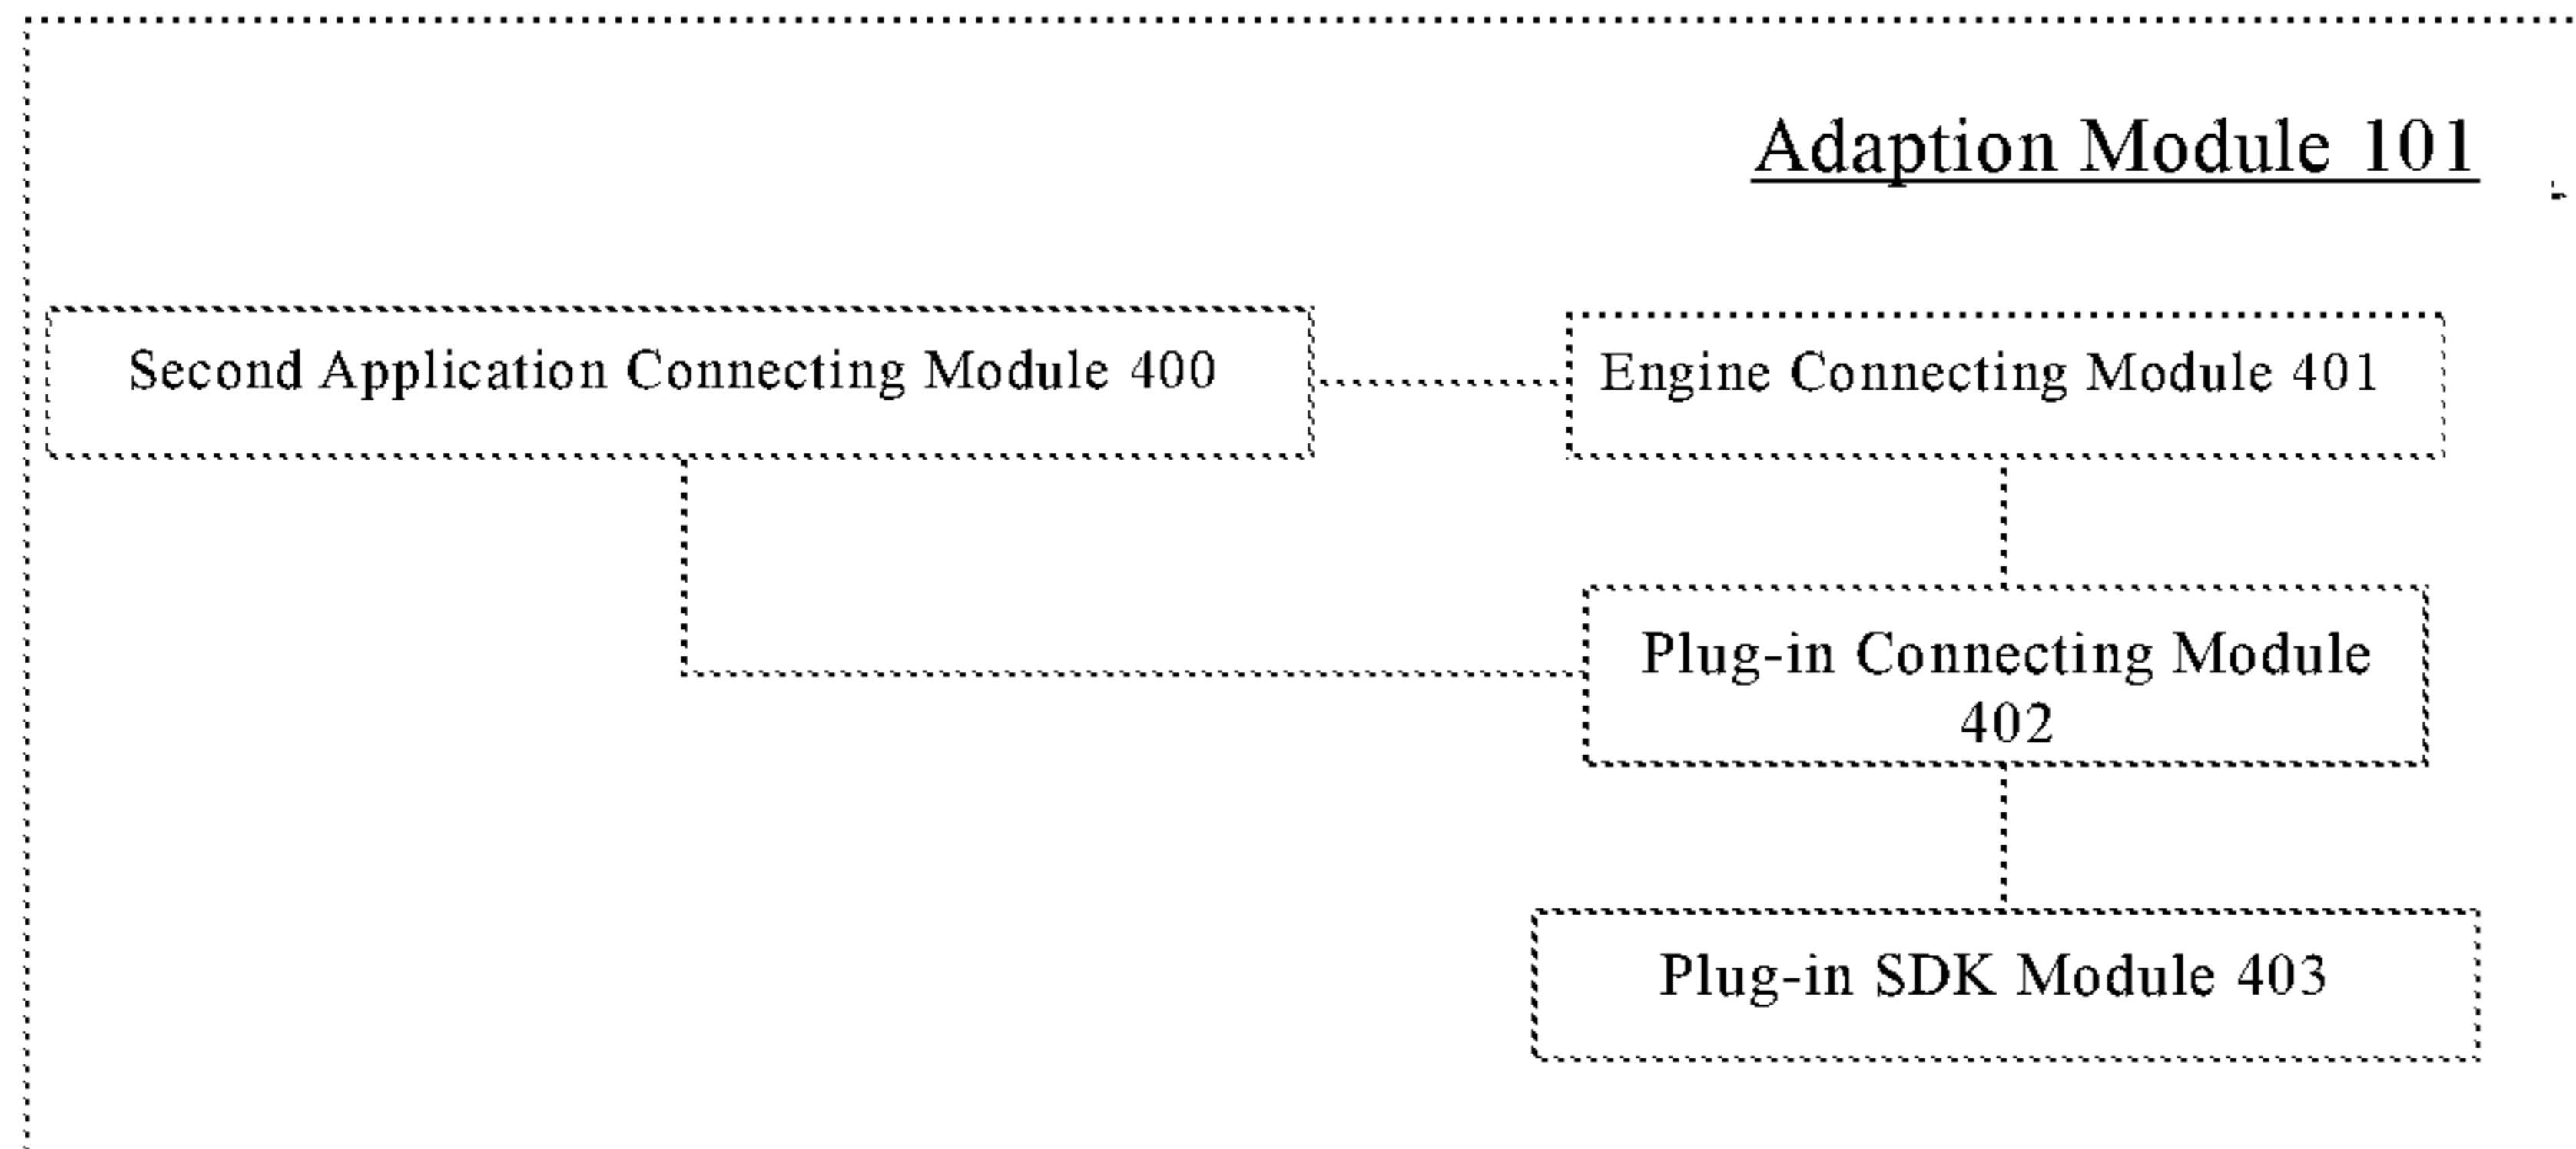 Adaption Module 101
Second Application Connecting Module 400
Engine Connecting Module 401
Plug-in Connecting Module
402
Plug-in SDK Module 403